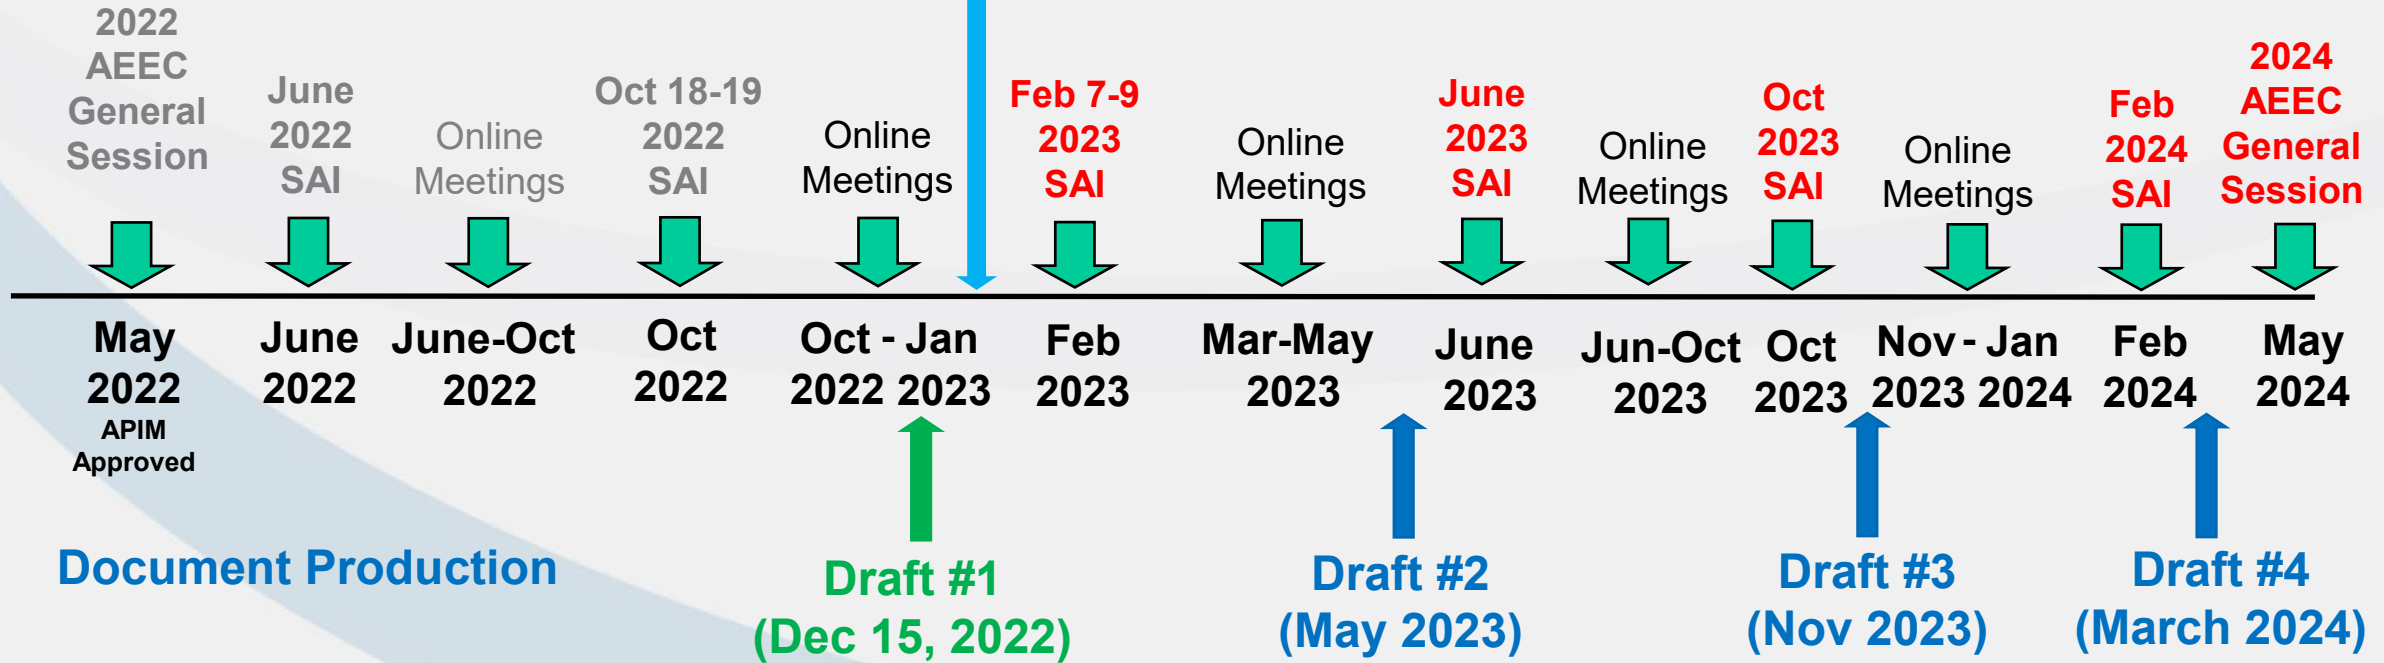 2022
AEEC
General
Session
June
2022
SAI
Online
Meetings
Oct 18-19
2022
SAI
Online
Meetings
Feb 7-9
2023
SAI
Online
Meetings
June
2023
SAI
Online
Meetings
Oct
2023
SAI
Online
Meetings
Feb
2024
SAI
2024
AEEC
General
Session
May
2022
APIM
Approved
June
2022
June-Oct
2022
Oct
2022
Oct - Jan
2022 2023
Feb
2023
Mar-May
2023
June
2023
Jun-Oct
2023
Oct
2023
Nov - Jan
2023 2024
Feb
2024
May
2024
Document Production
Draft #1
(Dec 15, 2022)
Draft #2
(May 2023)
Draft #3
(Nov 2023)
Draft #4
(March 2024)